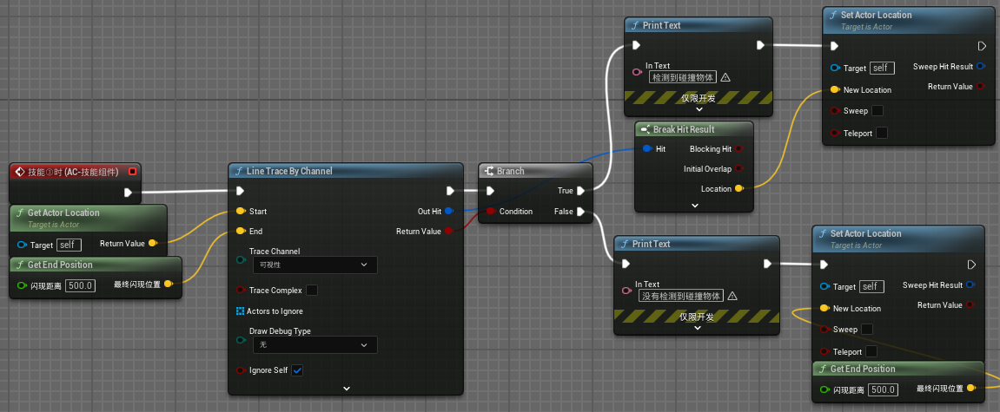 技能①时 (AC-技能组件)
Get Actor Location
Target is Actor
Target self Return Value
Get End Position
闪现距离 500.0 最终闪现位置
Line Trace By Channel
Start Out Hit
End Return Value
Trace Channel
可视性
Trace Complex
Actors to Ignore
Draw Debug Type
无
Ignore Self
Branch
True
Condition False
Print Text
In Text
检测到碰撞物体
仅限开发
Break Hit Result
Hit Blocking Hit
Initial Overlap
Location
Set Actor Location
Target is Actor
Target self Sweep Hit Result
New Location Return Value
Sweep
Teleport
Print Text
In Text
没有检测到碰撞物体
仅限开发
Set Actor Location
Target is Actor
Target self Sweep Hit Result
New Location Return Value
Sweep
Teleport
Get End Position
闪现距离 500.0 最终闪现位置